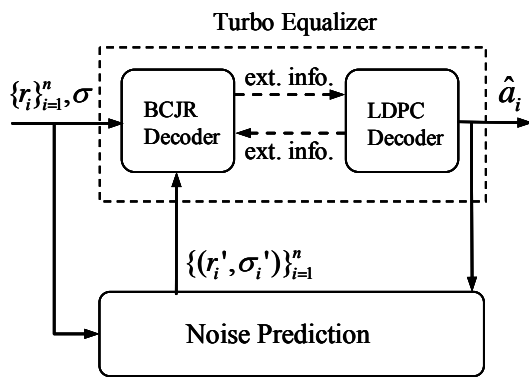 Turbo Equalizer
{r_i}_{i=1}^n, σ
ext. info.
BCJR
Decoder
LDPC
Decoder
â_i
ext. info.
{(r_i', σ_i')}_{i=1}^n
Noise Prediction